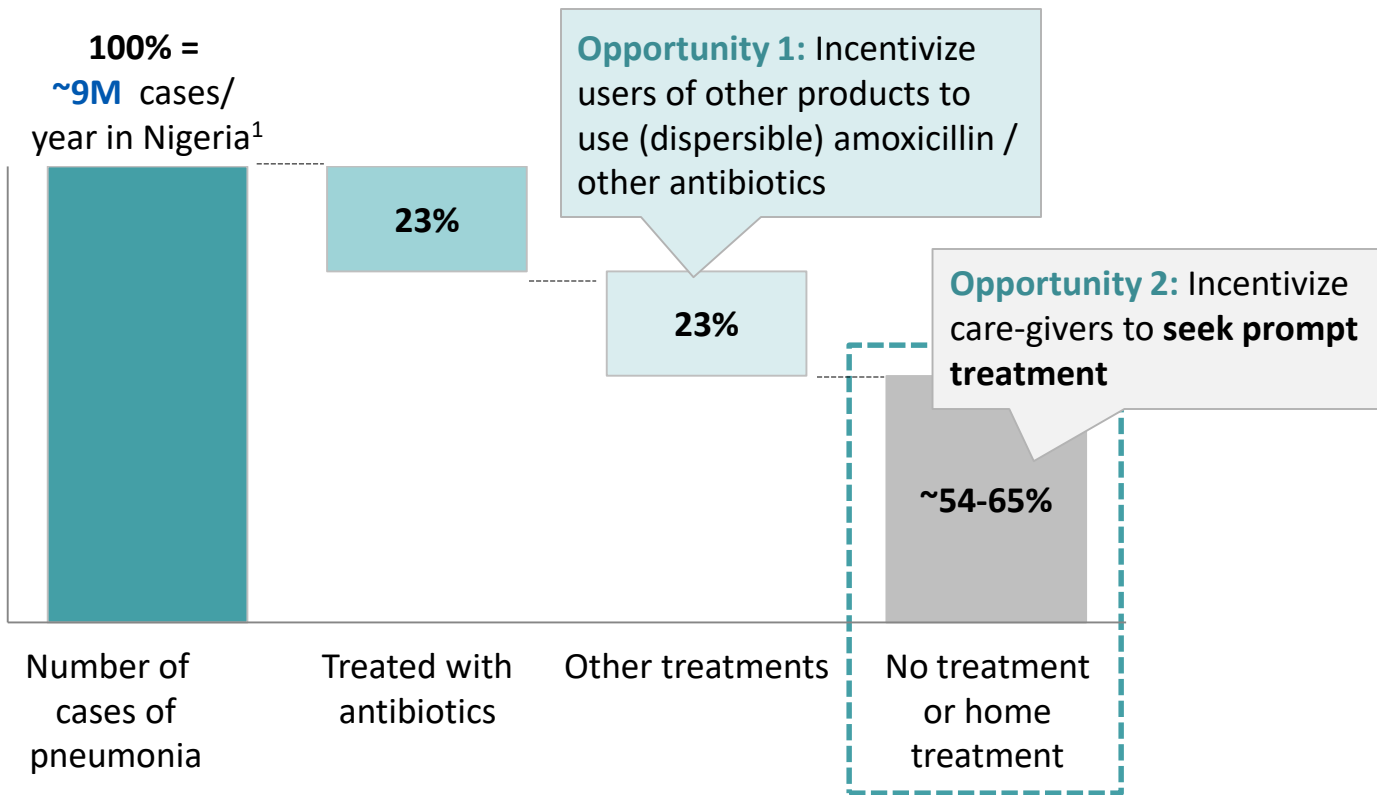 100% =
~9M cases/
year in Nigeria1
Opportunity 1: Incentivize
users of other products to
use (dispersible) amoxicillin /
other antibiotics
23%
23%
Opportunity 2: Incentivize
care-givers to seek prompt
treatment
~54-65%
Number of
cases of
pneumonia
Treated with
antibiotics
Other treatments
No treatment
or home
treatment